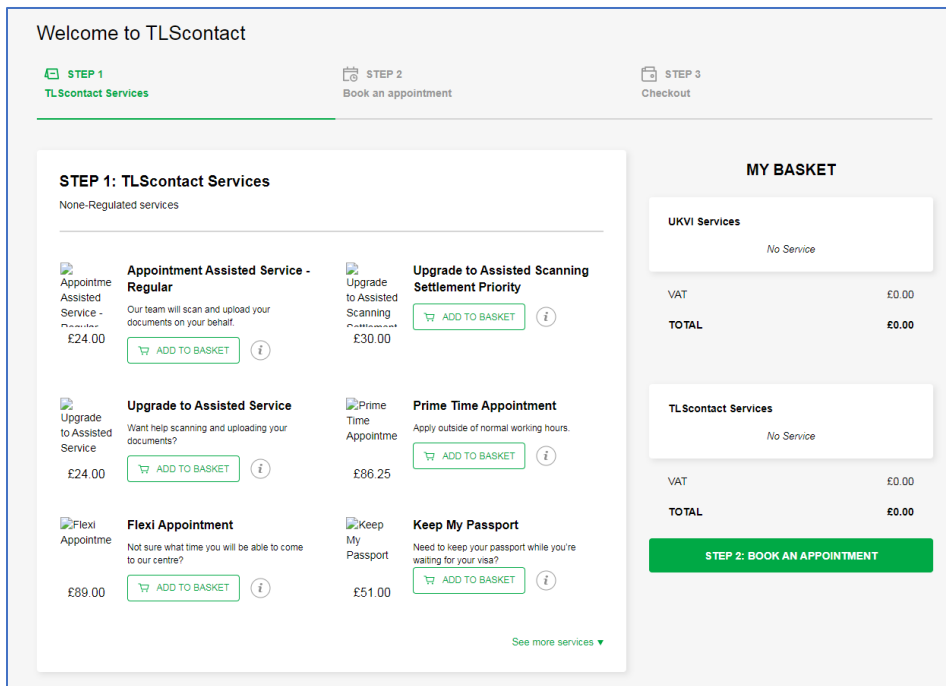 Welcome to TLScontact
STEP 1
TLScontact Services
STEP 2
Book an appointment
STEP 3
Checkout
STEP 1: TLScontact Services
None-Regulated services
Appointme
Assisted
Service -
Regular
£24.00
Appointment Assisted Service -
Regular
Our team will scan and upload your
documents on your behalf.
ADD TO BASKET
i
Upgrade
to Assisted
Scanning
Settlement
£30.00
Upgrade to Assisted Scanning
Settlement Priority
ADD TO BASKET
i
Upgrade
to Assisted
Service
£24.00
Upgrade to Assisted Service
Want help scanning and uploading your
documents?
ADD TO BASKET
i
Prime
Time
Appointme
£86.25
Prime Time Appointment
Apply outside of normal working hours.
ADD TO BASKET
i
Flexi
Appointme
£89.00
Flexi Appointment
Not sure what time you will be able to come
to our centre?
ADD TO BASKET
i
Keep
My
Passport
£51.00
Keep My Passport
Need to keep your passport while you're
waiting for your visa?
ADD TO BASKET
i
See more services ▼
MY BASKET
UKVI Services
No Service
VAT £0.00
TOTAL £0.00
TLScontact Services
No Service
VAT £0.00
TOTAL £0.00
STEP 2: BOOK AN APPOINTMENT